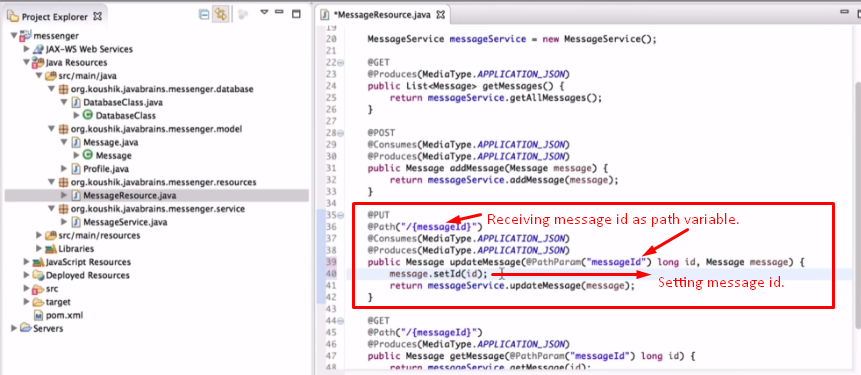 Project Explorer
messenger
JAX-WS Web Services
Java Resources
src/main/java
org.koushik.javabrains.messenger.database
DatabaseClass.java
DatabaseClass
org.koushik.javabrains.messenger.model
Message.java
Message
Profile.java
org.koushik.javabrains.messenger.resources
MessageResource.java
org.koushik.javabrains.messenger.service
MessageService.java
src/main/resources
Libraries
JavaScript Resources
Deployed Resources
src
target
pom.xml
Servers
*MessageResource.java
19
20 MessageService messageService = new MessageService();
21
22 @GET
23 @Produces(MediaType.APPLICATION_JSON)
24 public List<Message> getMessages() {
25 return messageService.getAllMessages();
26 }
27
28 @POST
29 @Consumes(MediaType.APPLICATION_JSON)
30 @Produces(MediaType.APPLICATION_JSON)
31 public Message addMessage(Message message) {
32 return messageService.addMessage(message);
33 }
34
35 @PUT
36 @Path("/{messageId}") Receiving message id as path variable.
37 @Consumes(MediaType.APPLICATION_JSON)
38 @Produces(MediaType.APPLICATION_JSON)
39 public Message updateMessage(@PathParam("messageId") long id, Message message) {
40 message.setId(id); Setting message id.
41 return messageService.updateMessage(message);
42 }
43
44 @GET
45 @Path("/{messageId}")
46 @Produces(MediaType.APPLICATION_JSON)
47 public Message getMessage(@PathParam("messageId") long id) {
48 return messageService.getMessage(id);